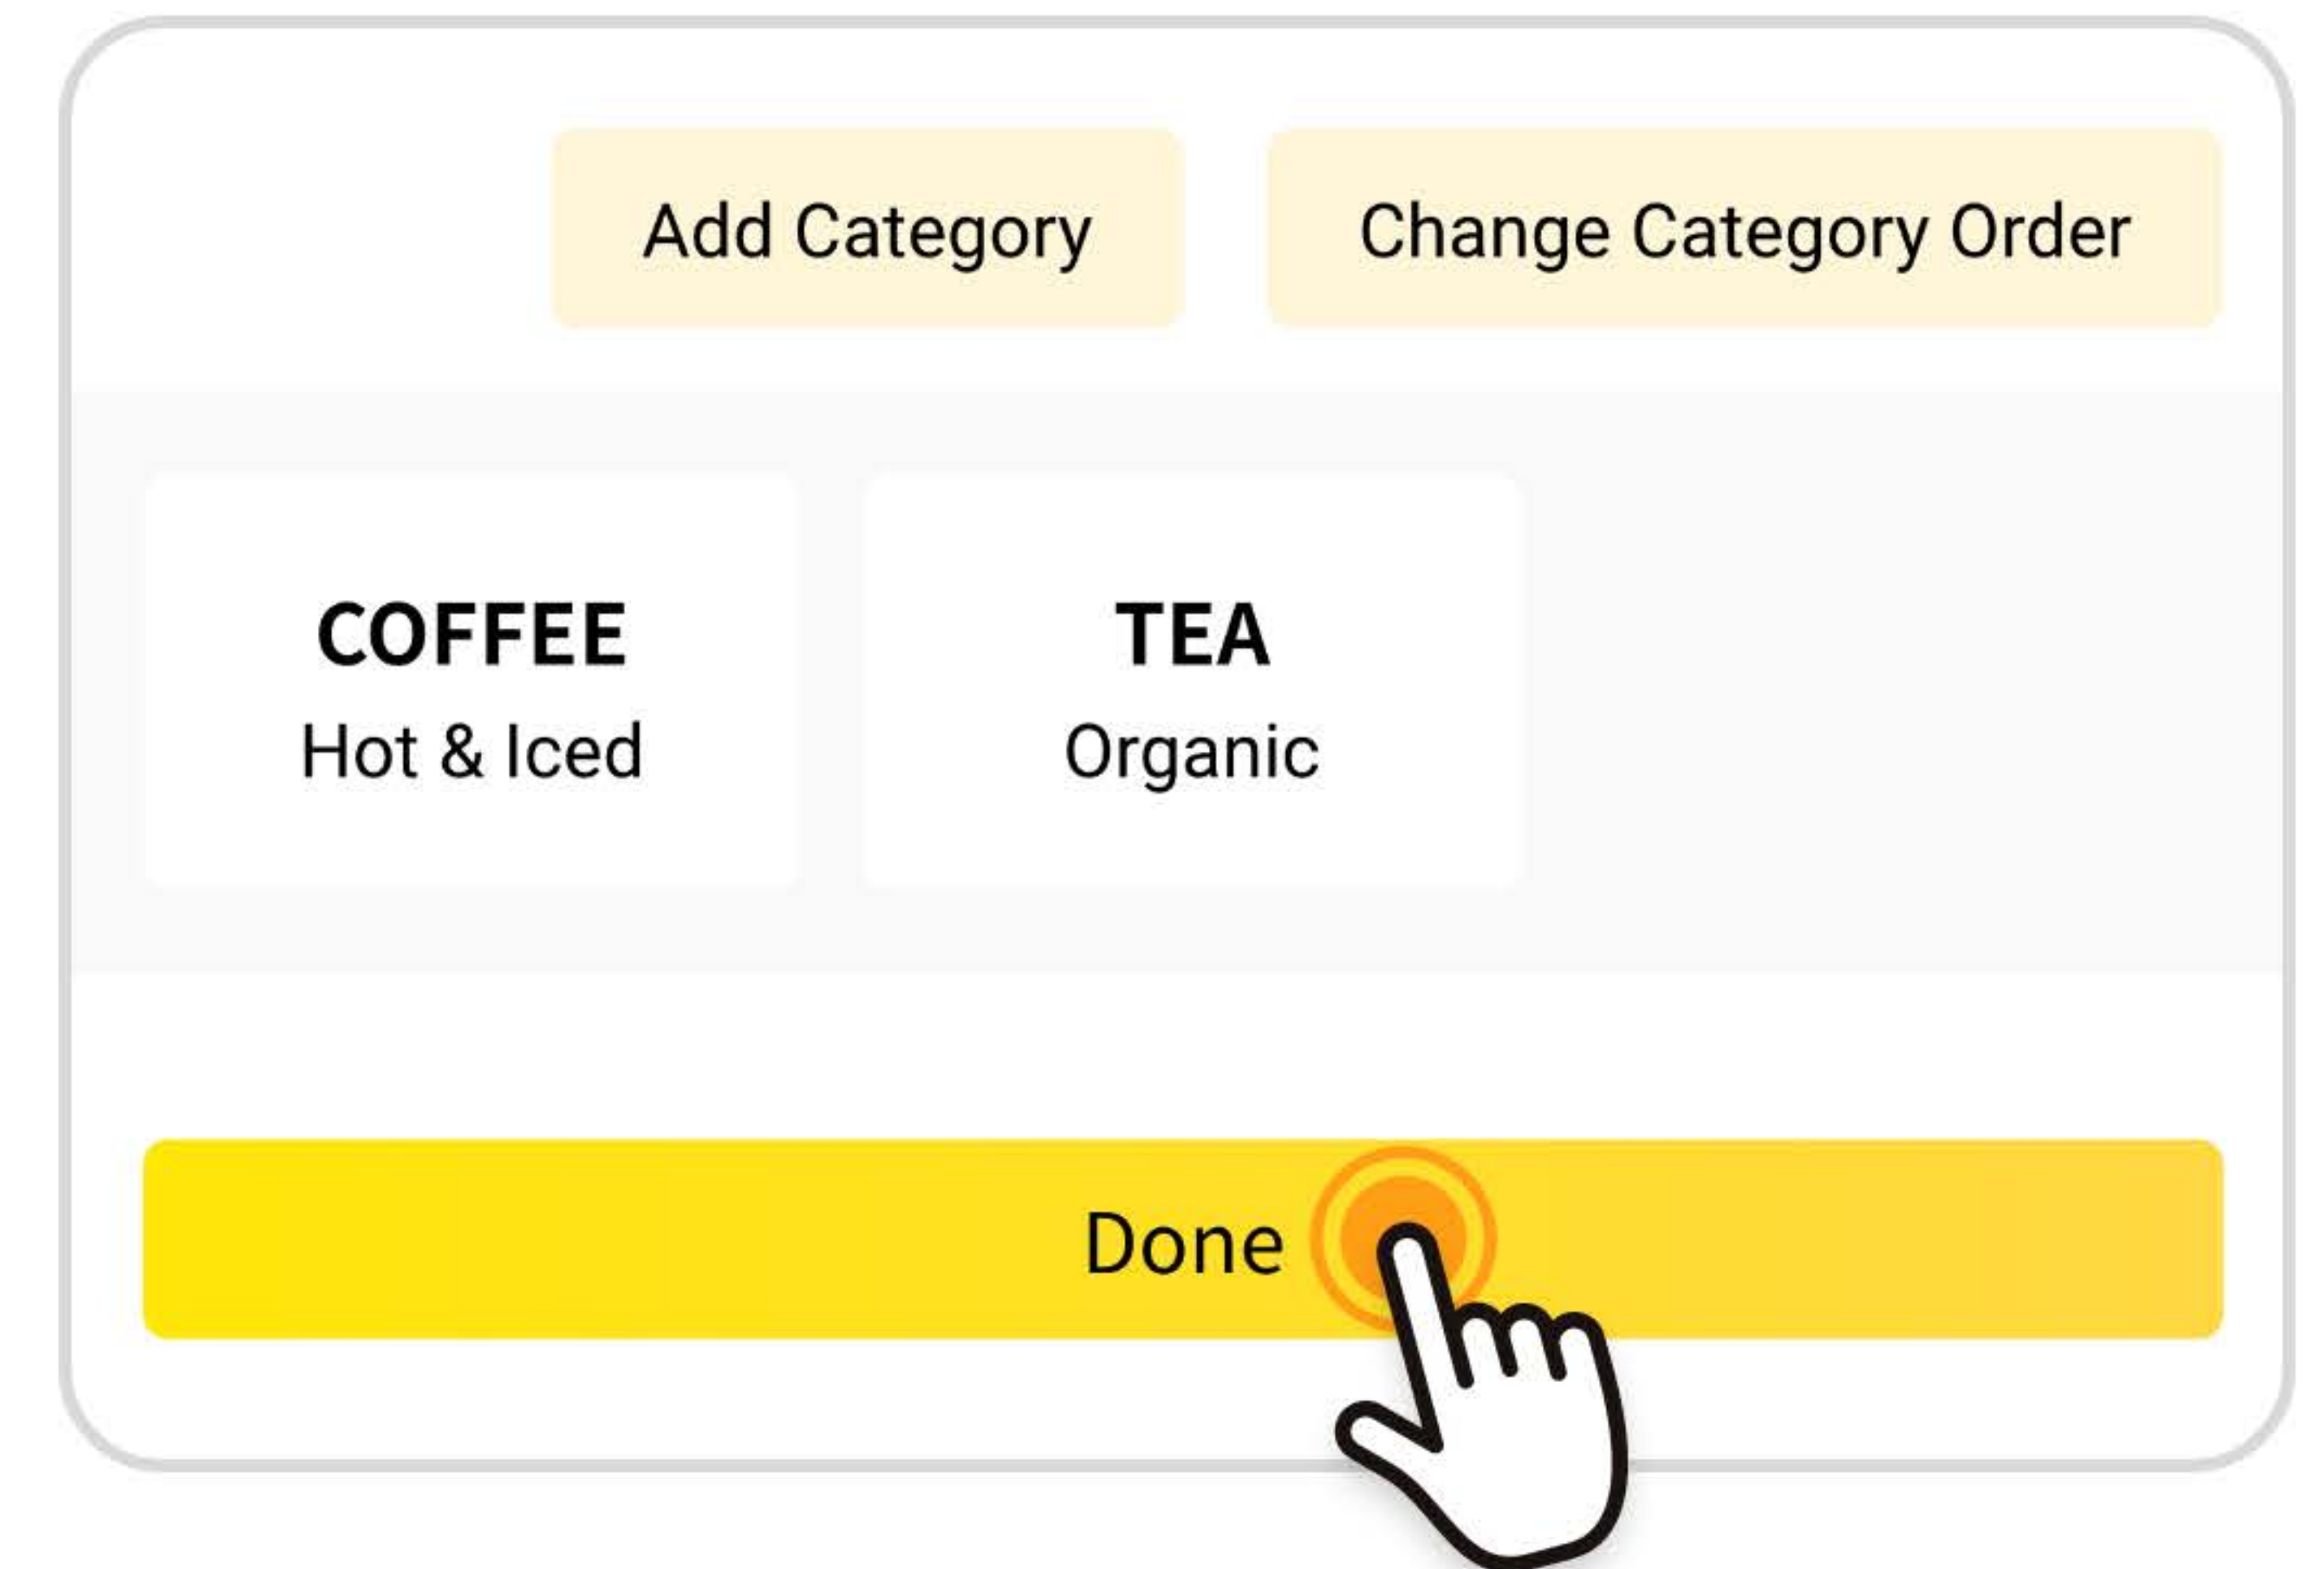 Add Category
Change Category Order
COFFEE
Hot & Iced
TEA
Organic
Done